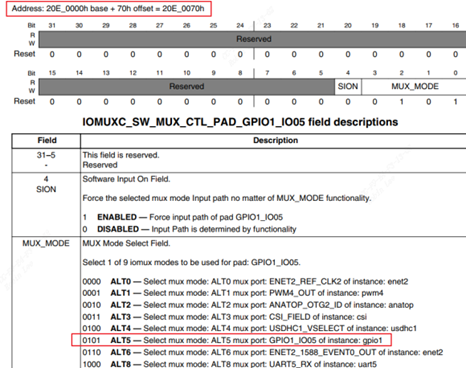 Address: 20E_0000h base + 70h offset = 20E_0070h
Bit 31 30 29 28 27 26 25 24 23 22 21 20 19 18 17 16
R
W
Reserved
Reset 0 0 0 0 0 0 0 0 0 0 0 0 0 0 0 0
Bit 15 14 13 12 11 10 9 8 7 6 5 4 3 2 1 0
R
W
Reserved SION MUX_MODE
Reset 0 0 0 0 0 0 0 0 0 0 0 0 0 1 0 1
IOMUXC_SW_MUX_CTL_PAD_GPIO1_IO05 field descriptions
Field Description
31–5 This field is reserved.
- Reserved
4 Software Input On Field.
SION
Force the selected mux mode Input path no matter of MUX_MODE functionality.
1 ENABLED — Force input path of pad GPIO1_IO05
0 DISABLED — Input Path is determined by functionality
MUX_MODE MUX Mode Select Field.
Select 1 of 9 iomux modes to be used for pad: GPIO1_IO05.
0000 ALT0 — Select mux mode: ALT0 mux port: ENET2_REF_CLK2 of instance: enet2
0001 ALT1 — Select mux mode: ALT1 mux port: PWM4_OUT of instance: pwm4
0010 ALT2 — Select mux mode: ALT2 mux port: ANATOP_OTG2_ID of instance: anatop
0011 ALT3 — Select mux mode: ALT3 mux port: CSI_FIELD of instance: csi
0100 ALT4 — Select mux mode: ALT4 mux port: USDHC1_VSELECT of instance: usdhc1
0101 ALT5 — Select mux mode: ALT5 mux port: GPIO1_IO05 of instance: gpio1
0110 ALT6 — Select mux mode: ALT6 mux port: ENET2_1588_EVENT0_OUT of instance: enet2
1000 ALT8 — Select mux mode: ALT8 mux port: UART5_RX of instance: uart5